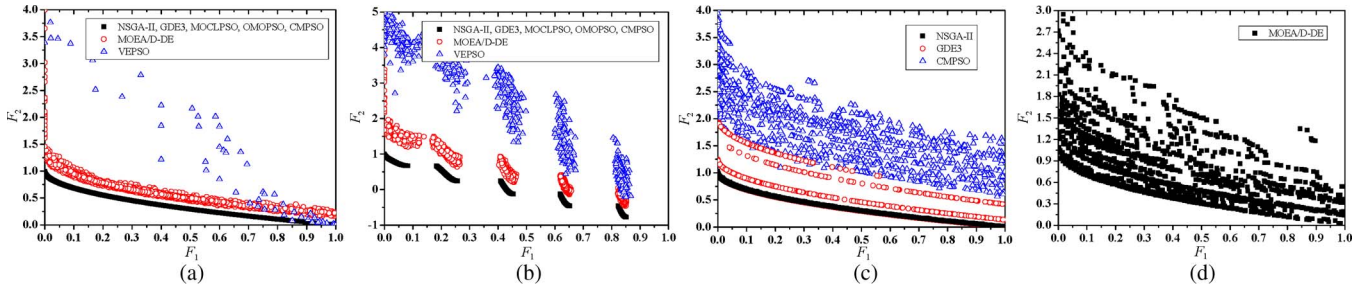 4.0
3.5
3.0
2.5
2.0
1.5
1.0
0.5
0.0
F2
NSGA-II, GDE3, MOCLPSO, OMOPSO, CMPSO
MOEA/D-DE
VEPSO
0.0 0.1 0.2 0.3 0.4 0.5 0.6 0.7 0.8 0.9 1.0
F1
(a)
5
4
3
2
1
0
-1
F2
NSGA-II, GDE3, MOCLPSO, OMOPSO, CMPSO
MOEA/D-DE
VEPSO
0.0 0.1 0.2 0.3 0.4 0.5 0.6 0.7 0.8 0.9 1.0
F1
(b)
4.0
3.5
3.0
2.5
2.0
1.5
1.0
0.5
0.0
F2
NSGA-II
GDE3
CMPSO
0.0 0.1 0.2 0.3 0.4 0.5 0.6 0.7 0.8 0.9 1.0
F1
(c)
3.0
2.7
2.4
2.1
1.8
1.5
1.2
0.9
0.6
0.3
0.0
F2
MOEA/D-DE
0.0 0.1 0.2 0.3 0.4 0.5 0.6 0.7 0.8 0.9 1.0
F1
(d)